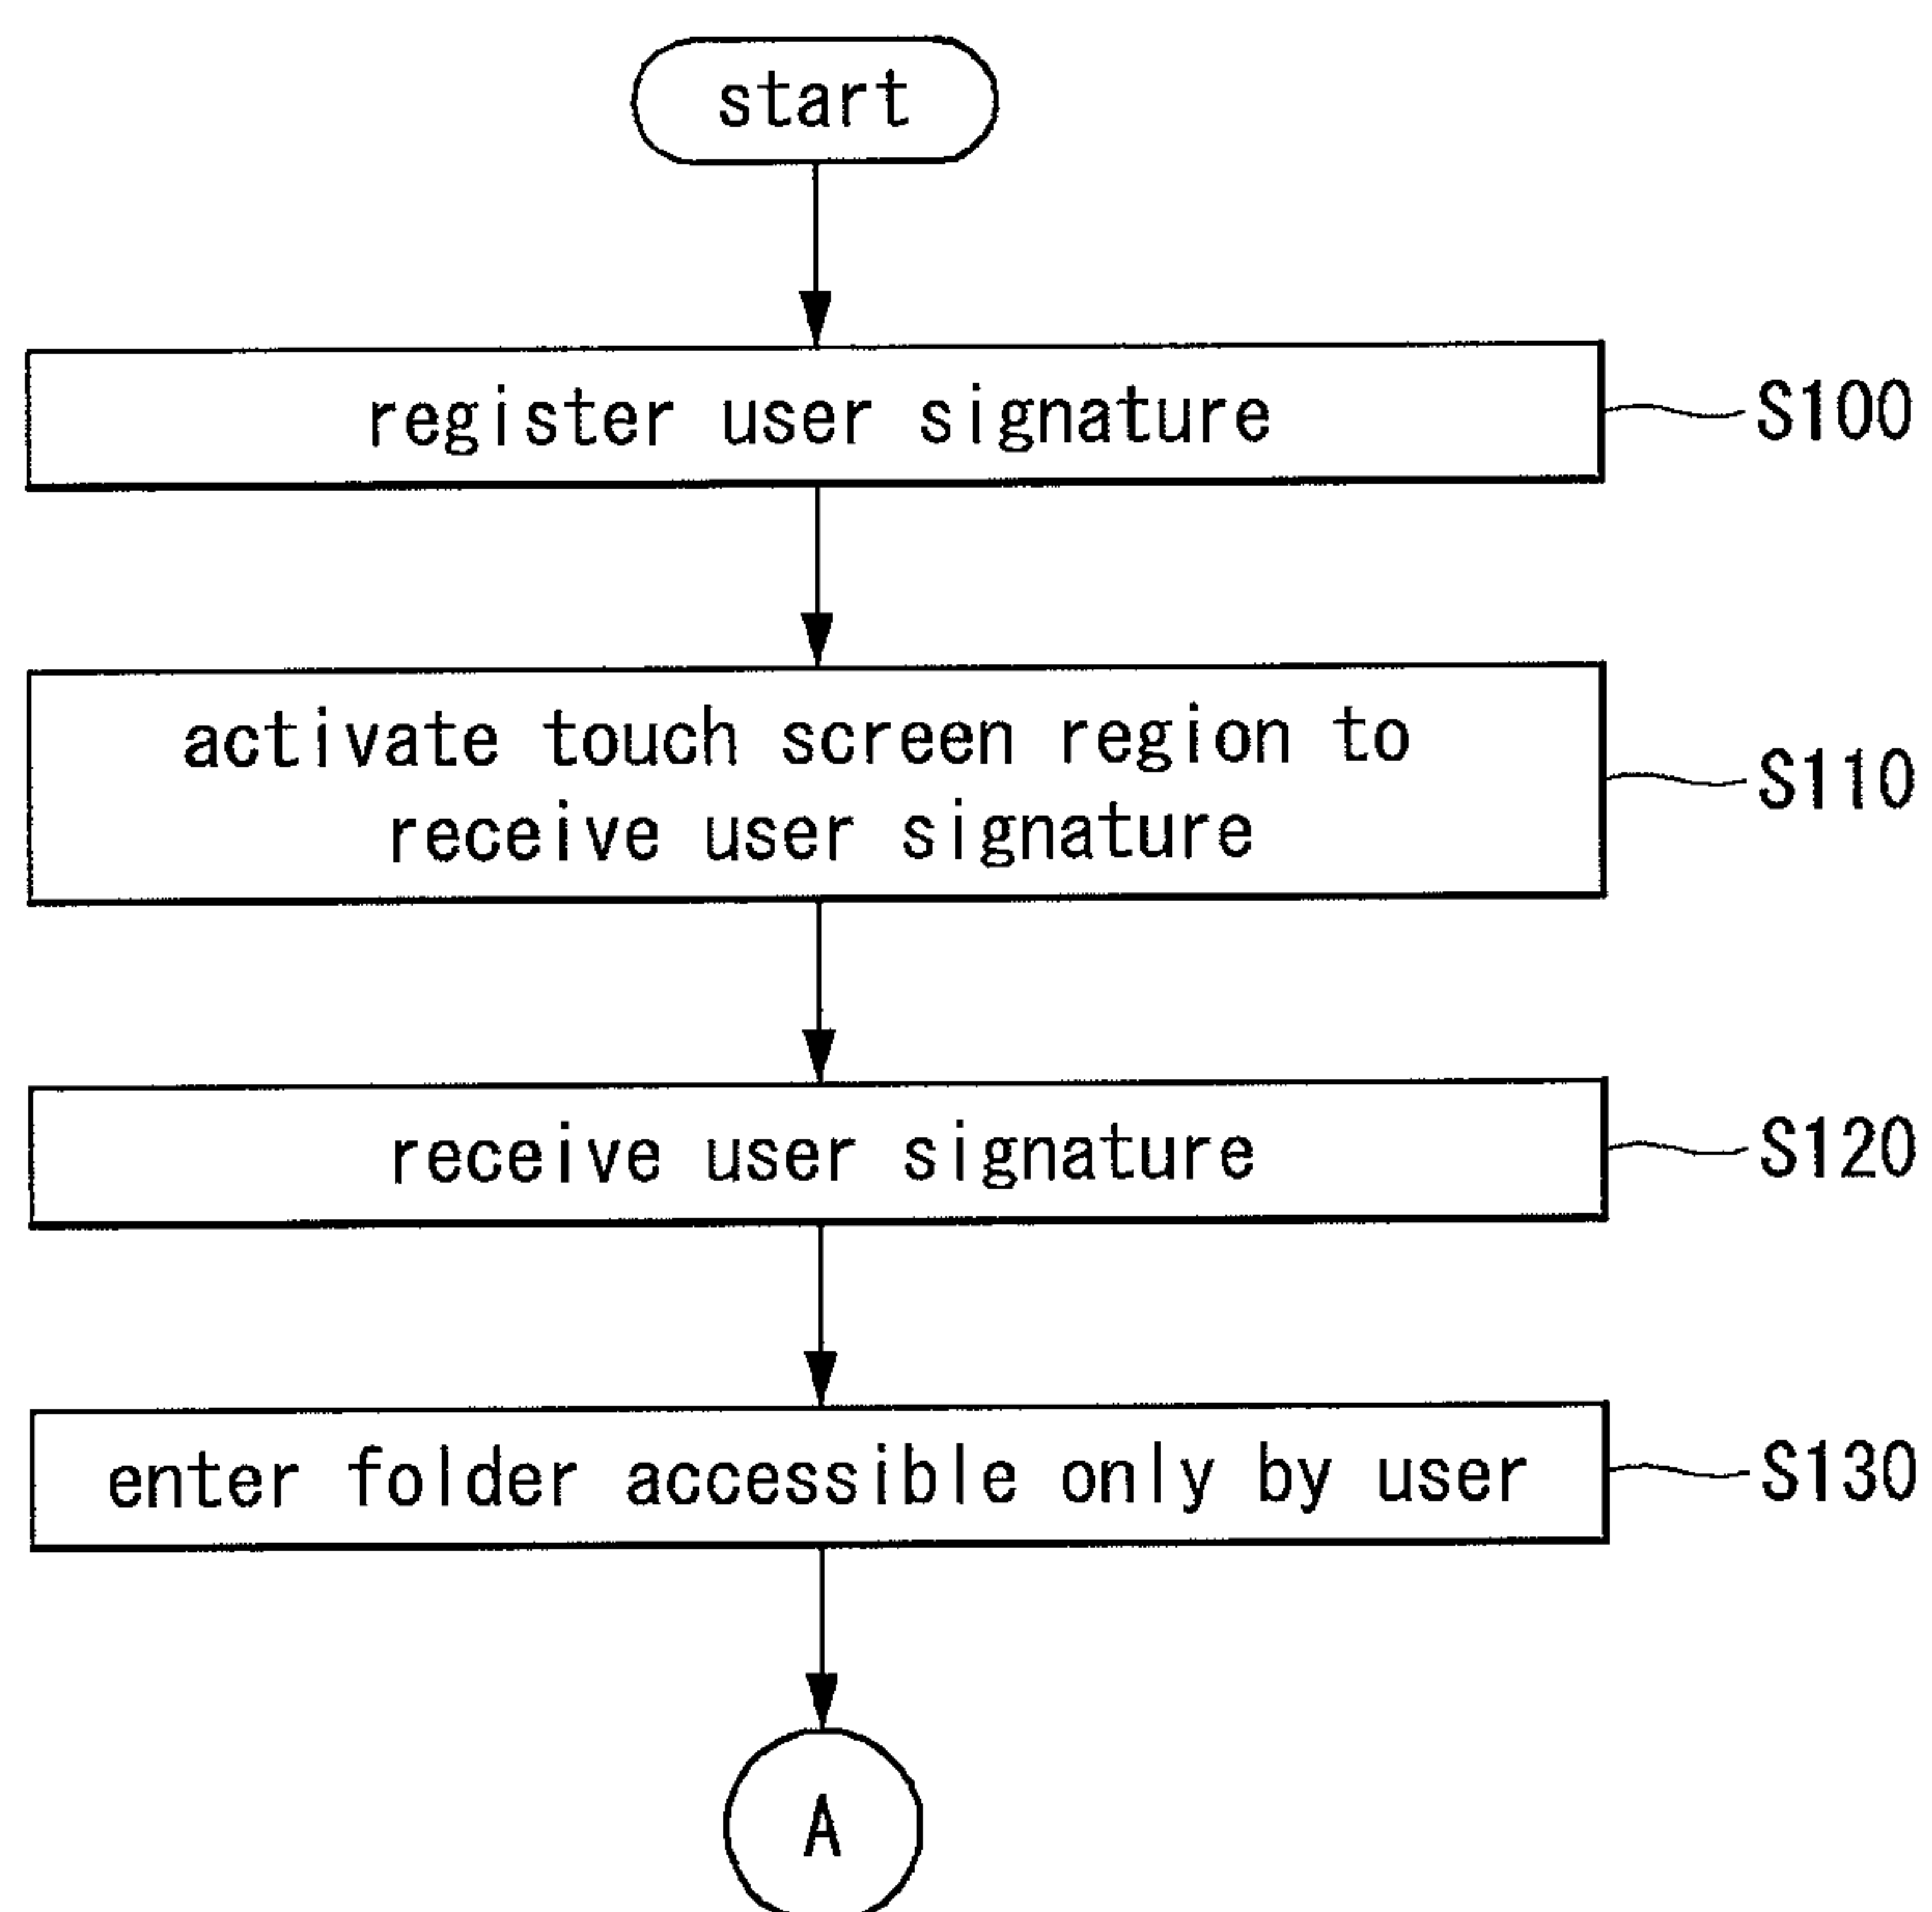 start
register user signature
S100
activate touch screen region to
receive user signature
S110
receive user signature
S120
enter folder accessible only by user
S130
A